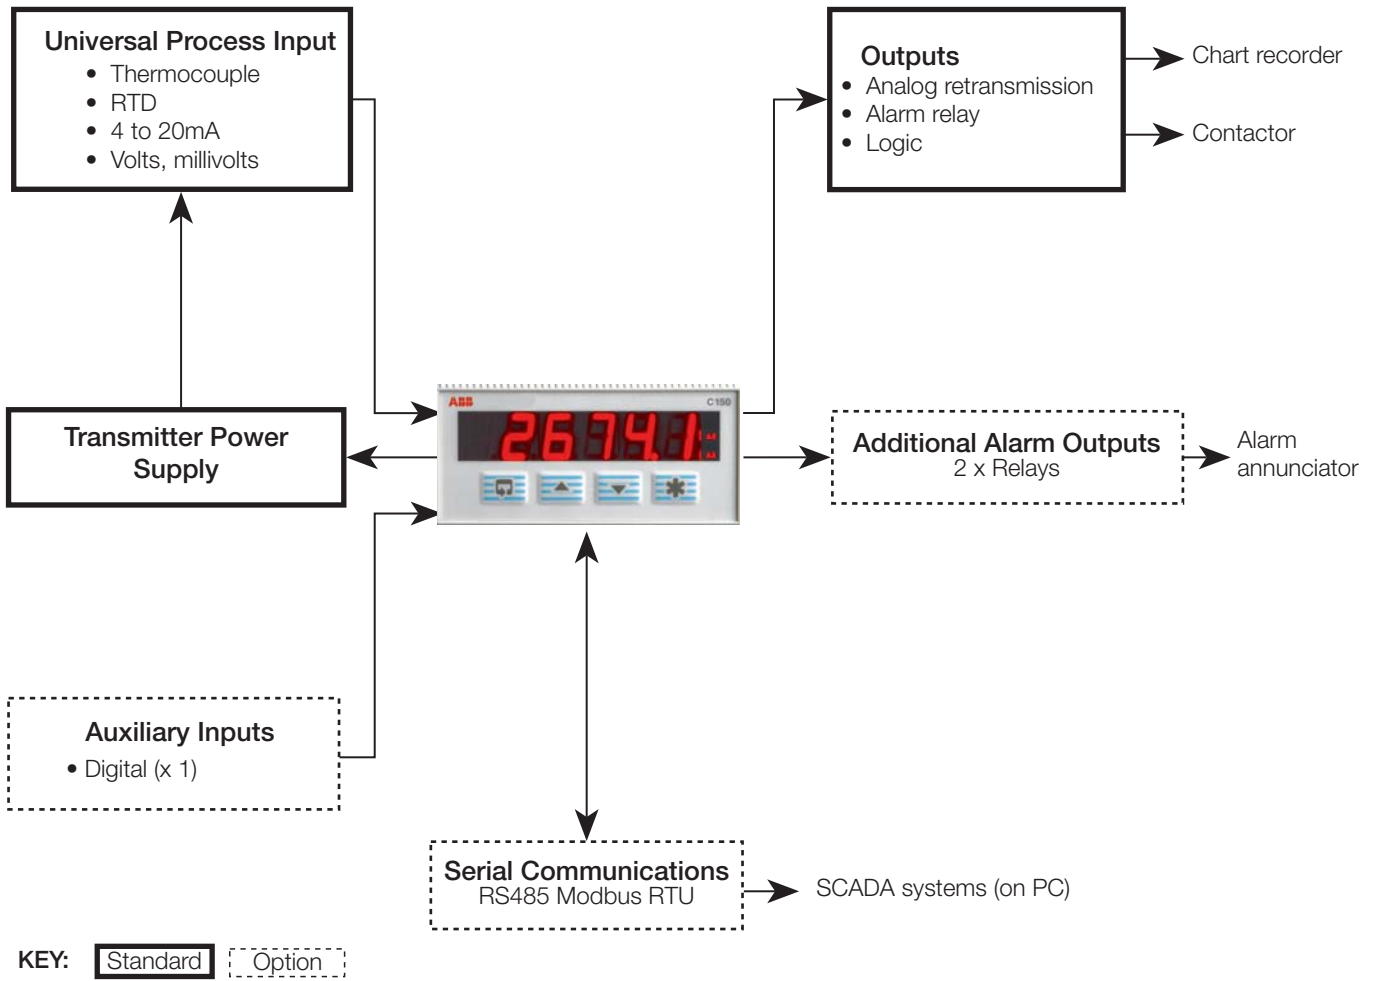 Universal Process Input
• Thermocouple
• RTD
• 4 to 20mA
• Volts, millivolts
Outputs
• Analog retransmission
• Alarm relay
• Logic
Chart recorder
Contactor
Transmitter Power
Supply
ABB
C150
2674.1
Additional Alarm Outputs
2 x Relays
Alarm
annunciator
Auxiliary Inputs
• Digital (x 1)
Serial Communications
RS485 Modbus RTU
SCADA systems (on PC)
KEY:
Standard
Option